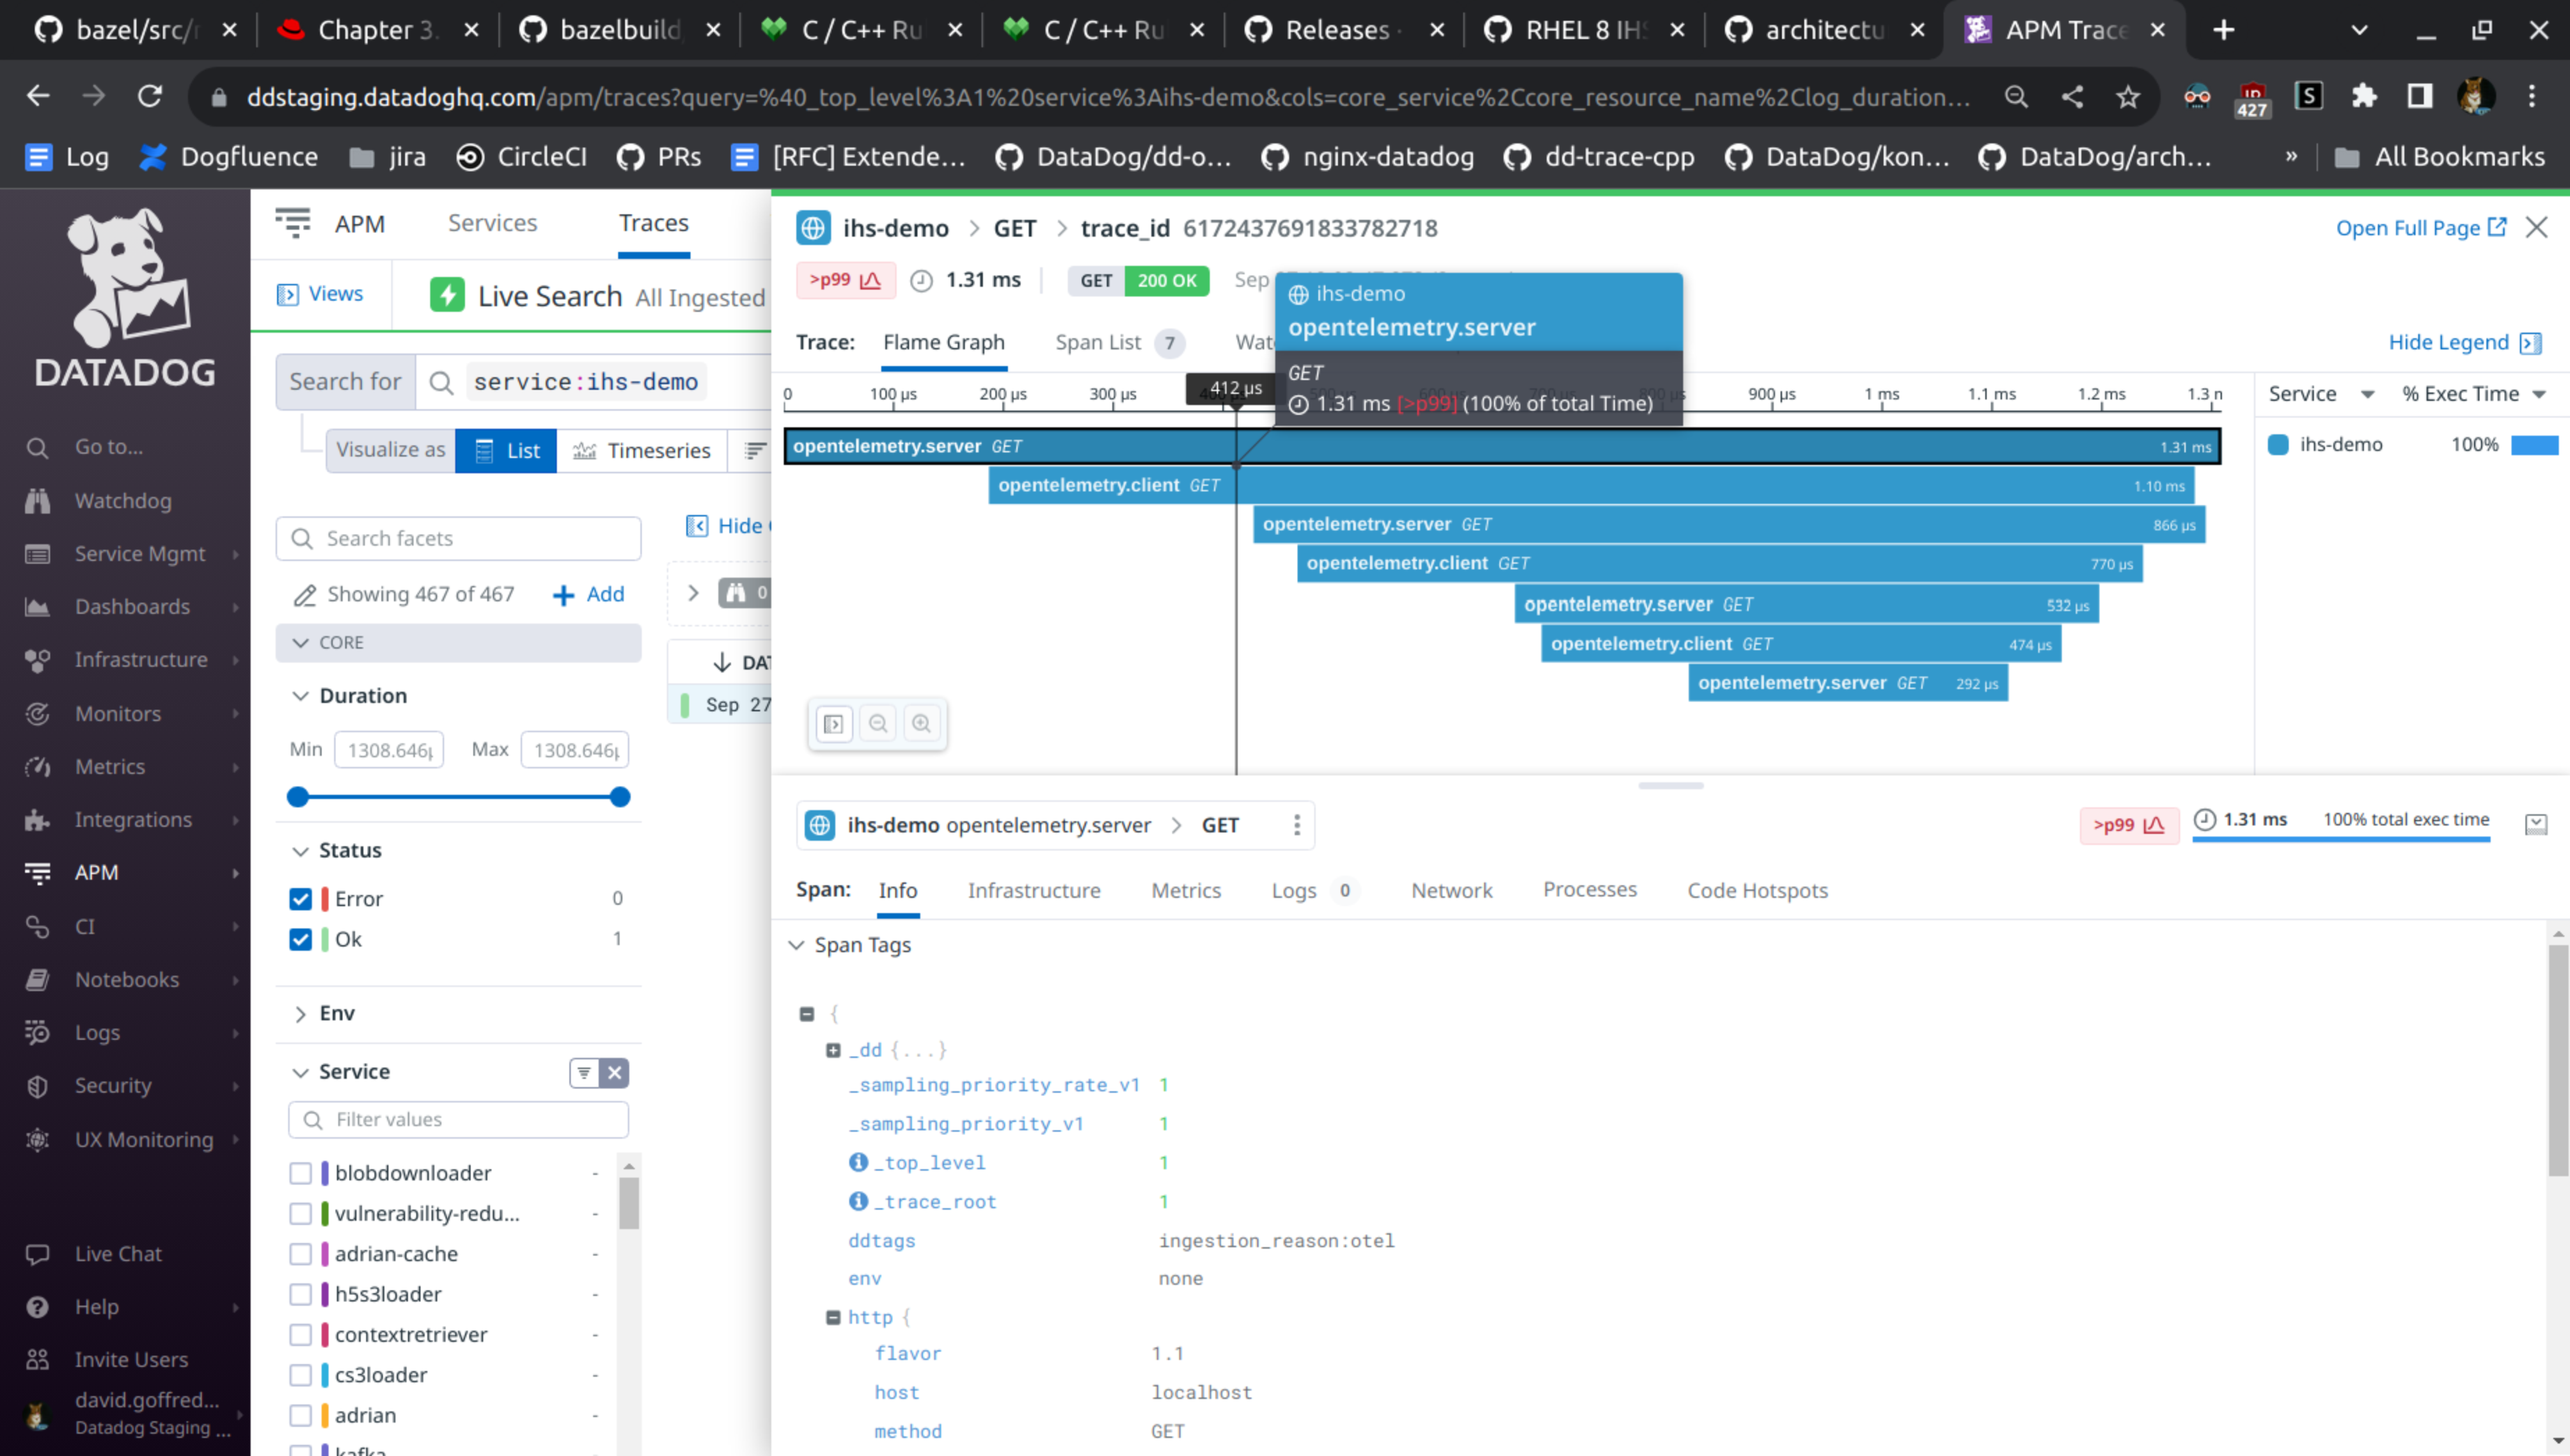 bazel/src/r
Chapter 3.
bazelbuild
C / C++ Ru
C / C++ Ru
Releases ·
RHEL 8 IHS
architectu
APM Trace
ddstaging.datadoghq.com/apm/traces?query=%40_top_level%3A1%20service%3Aihs-demo&cols=core_service%2Ccore_resource_name%2Clog_duration...
427
Log
Dogfluence
jira
CircleCI
PRs
[RFC] Extende...
DataDog/dd-o...
nginx-datadog
dd-trace-cpp
DataDog/kon...
DataDog/arch...
»
All Bookmarks
DATADOG
Go to...
Watchdog
Service Mgmt
Dashboards
Infrastructure
Monitors
Metrics
Integrations
APM
CI
Notebooks
Logs
Security
UX Monitoring
Live Chat
Help
Invite Users
david.goffred...
Datadog Staging ...
APM
Services
Traces
Views
Live Search All Ingested
Search for
service:ihs-demo
Visualize as
List
Timeseries
Search facets
Showing 467 of 467
Add
CORE
Duration
Min 1308.646µ Max 1308.646µ
Status
Error 0
Ok 1
Env
Service
Filter values
blobdownloader -
vulnerability-redu... -
adrian-cache -
h5s3loader -
contextretriever -
cs3loader -
adrian -
kafka
Hide
0
DAT
Sep 27
ihs-demo > GET > trace_id 6172437691833782718
Open Full Page
>p99 1.31 ms GET 200 OK Sep
ihs-demo
opentelemetry.server
GET
1.31 ms [>p99] (100% of total Time)
Trace: Flame Graph Span List 7 Wat
Hide Legend
412 µs
0 100 µs 200 µs 300 µs 900 µs 1 ms 1.1 ms 1.2 ms 1.3 n
Service % Exec Time
ihs-demo 100%
opentelemetry.server GET 1.31 ms
opentelemetry.client GET 1.10 ms
opentelemetry.server GET 866 µs
opentelemetry.client GET 770 µs
opentelemetry.server GET 532 µs
opentelemetry.client GET 474 µs
opentelemetry.server GET 292 µs
ihs-demo opentelemetry.server > GET
>p99 1.31 ms 100% total exec time
Span: Info Infrastructure Metrics Logs 0 Network Processes Code Hotspots
Span Tags
{
_dd {...}
_sampling_priority_rate_v1 1
_sampling_priority_v1 1
_top_level 1
_trace_root 1
ddtags ingestion_reason:otel
env none
http {
flavor 1.1
host localhost
method GET